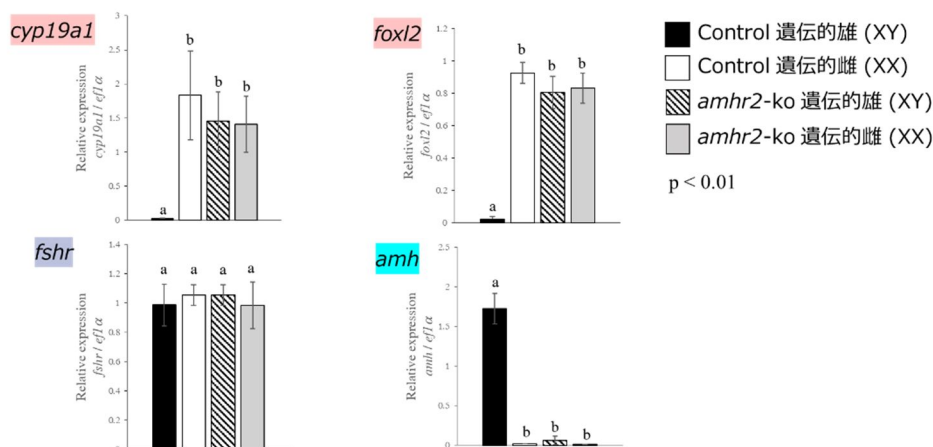 cyp19a1
Relative expression
cyp19a1 / ef1α
3
2.5
2
1.5
1
0.5
0
a
b
b
b
foxl2
Relative expression
foxl2 / ef1α
1.2
1
0.8
0.6
0.4
0.2
0
a
b
b
b
Control 遺伝的雄 (XY)
Control 遺伝的雌 (XX)
amhr2-ko 遺伝的雄 (XY)
amhr2-ko 遺伝的雌 (XX)
p < 0.01
fshr
Relative expression
fshr / ef1α
1.4
1.2
1
0.8
0.6
0.4
0.2
a
a
a
a
amh
Relative expression
amh / ef1α
2.5
2
1.5
1
0.5
0
a
b
b
b